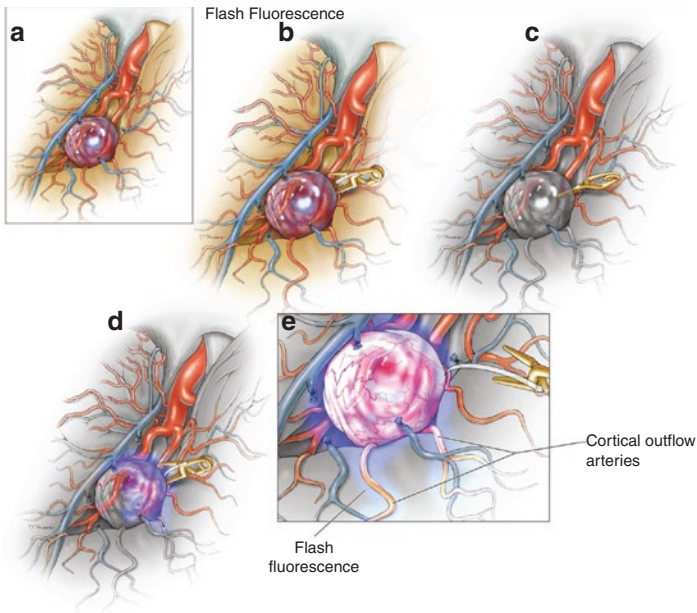 Flash Fluorescence
a
b
c
d
e
Cortical outflow
arteries
Flash
fluorescence